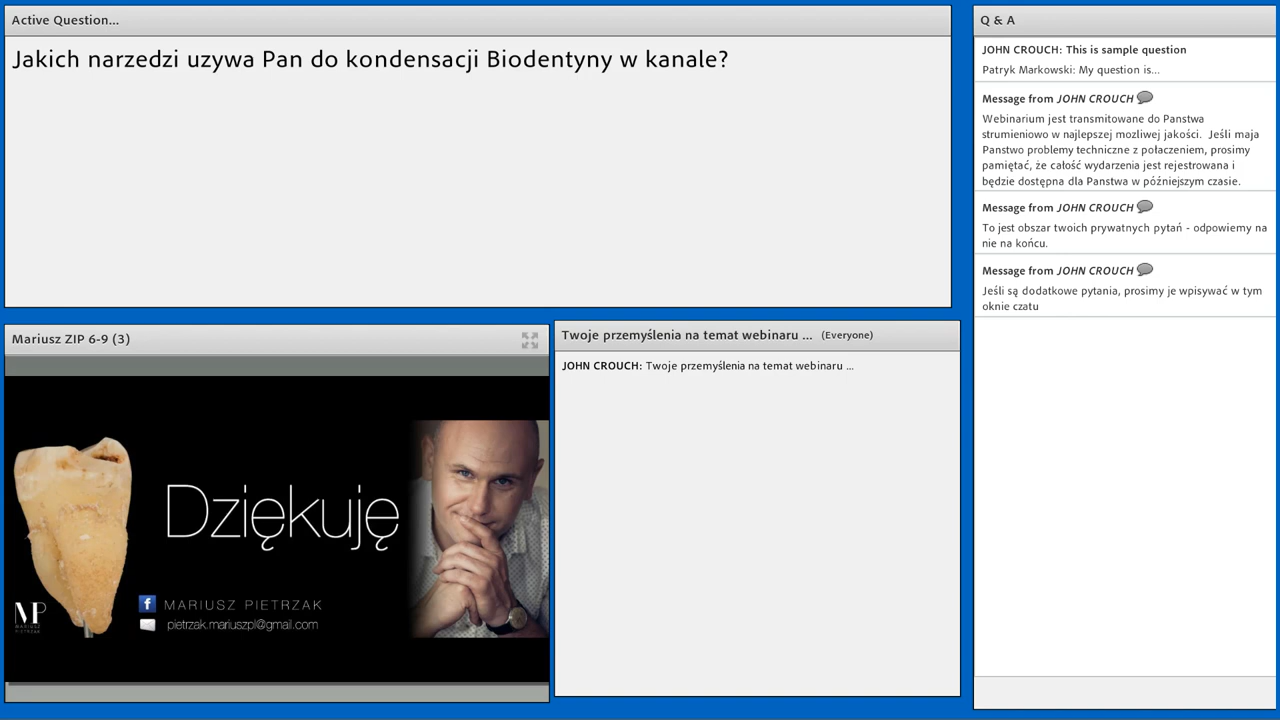 Active Question...
Jakich narzedzi uzywa Pan do kondensacji Biodentyny w kanale?
Mariusz ZIP 6-9 (3)
Dziękuję
MARIUSZ PIETRZAK
pietrzak.mariuszpl@gmail.com
MP
MARIUSZ
PIETRZAK
Twoje przemyślenia na temat webinaru ... (Everyone)
JOHN CROUCH: Twoje przemyślenia na temat webinaru ...
Q & A
JOHN CROUCH: This is sample question
Patryk Markowski: My question is...
Message from JOHN CROUCH
Webinarium jest transmitowane do Panstwa
strumieniowo w najlepszej mozliwej jakości. Jeśli maja
Panstwo problemy techniczne z połaczeniem, prosimy
pamiętać, że całość wydarzenia jest rejestrowana i
będzie dostępna dla Panstwa w późniejszym czasie.
Message from JOHN CROUCH
To jest obszar twoich prywatnych pytań - odpowiemy na
nie na końcu.
Message from JOHN CROUCH
Jeśli są dodatkowe pytania, prosimy je wpisywać w tym
oknie czatu